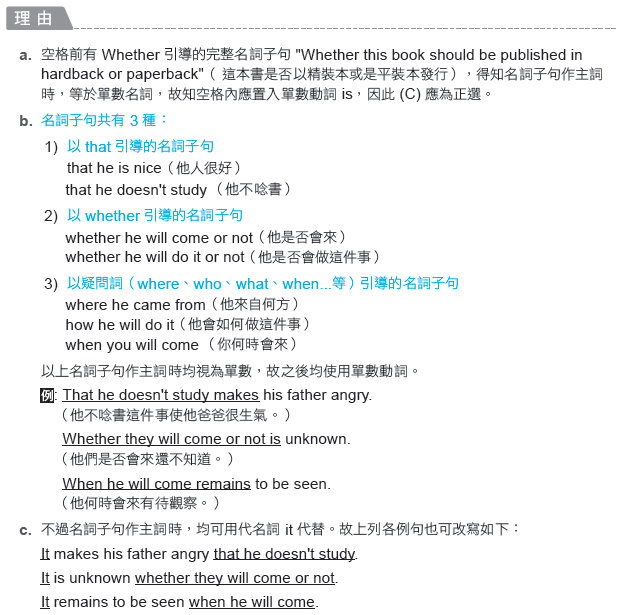 理由
a. 空格前有 Whether 引導的完整名詞子句 "Whether this book should be published in
hardback or paperback"（這本書是否以精裝本或是平裝本發行），得知名詞子句作主詞
時，等於單數名詞，故知空格內應置入單數動詞 is，因此 (C) 應為正選。
b. 名詞子句共有 3 種：
1) 以 that 引導的名詞子句
that he is nice（他人很好）
that he doesn't study（他不唸書）
2) 以 whether 引導的名詞子句
whether he will come or not（他是否會來）
whether he will do it or not（他是否會做這件事）
3) 以疑問詞（where、who、what、when...等）引導的名詞子句
where he came from（他來自何方）
how he will do it（他會如何做這件事）
when you will come（你何時會來）
以上名詞子句作主詞時均視為單數，故之後均使用單數動詞。
例: That he doesn't study makes his father angry.
（他不唸書這件事使他爸爸很生氣。）
Whether they will come or not is unknown.
（他們是否會來還不知道。）
When he will come remains to be seen.
（他何時會來有待觀察。）
c. 不過名詞子句作主詞時，均可用代名詞 it 代替。故上列各例句也可改寫如下：
It makes his father angry that he doesn't study.
It is unknown whether they will come or not.
It remains to be seen when he will come.